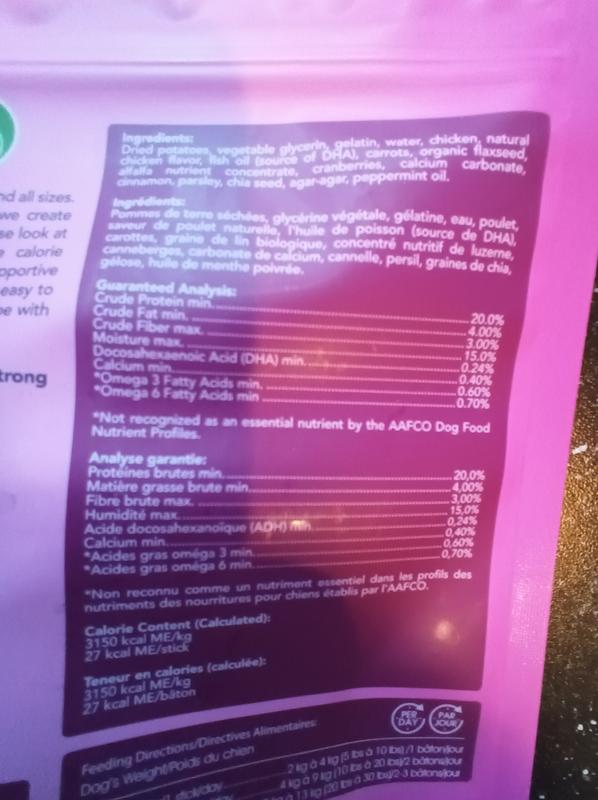 nd all sizes.
we create
se look at
calorie
pportive
easy to
be with
trong
Ingredients:
Dried potatoes, vegetable glycerin, gelatin, water, chicken, natural
chicken flavor, fish oil (source of DHA), carrots, organic flaxseed,
alfalfa nutrient concentrate, cranberries, calcium carbonate,
cinnamon, parsley, chia seed, agar-agar, peppermint oil.
Ingrédients:
Pommes de terre séchées, glycérine végétale, gélatine, eau, poulet,
saveur de poulet naturelle, l'huile de poisson (source de DHA),
carottes, graine de lin biologique, concentré nutritif de luzerne,
canneberges, carbonate de calcium, cannelle, persil, graines de chia,
gélose, huile de menthe poivrée.
Guaranteed Analysis:
Crude Protein min. 20.0%
Crude Fat min. 4.00%
Crude Fiber max. 3.00%
Moisture max. 15.0%
Docosahexaenoic Acid (DHA) min. 0.24%
Calcium min. 0.40%
*Omega 3 Fatty Acids min. 0.60%
*Omega 6 Fatty Acids min 0.70%
*Not recognized as an essential nutrient by the AAFCO Dog Food
Nutrient Profiles.
Analyse garantie:
Protéines brutes min. 20,0%
Matière grasse brute min. 4,00%
Fibre brute max. 3,00%
Humidité max. 15,0%
Acide docosahexanoïque (ADH) min. 0,24%
Calcium min. 0,40%
*Acides gras oméga 3 min. 0,60%
*Acides gras oméga 6 min. 0,70%
*Non reconnu comme un nutriment essentiel dans les profils des
nutriments des nourritures pour chiens établis par l'AAFCO.
Calorie Content (Calculated):
3150 kcal ME/kg
27 kcal ME/stick
Teneur en calories (calculée):
3150 kcal ME/kg
27 kcal ME/bâton
Feeding Directions/Directives Alimentaires:
PER DAY
PAR JOUR
Dog's Weight/Poids du chien
2 kg à 4 kg (5 lbs à 10 lbs)/1 bâton/jour
stick/day
4 kg à 9 kg (10 lbs à 20 lbs)/2 bâtons/jour
à 13 kg (20 lbs à 30 lbs)/2-3 bâtons/jour